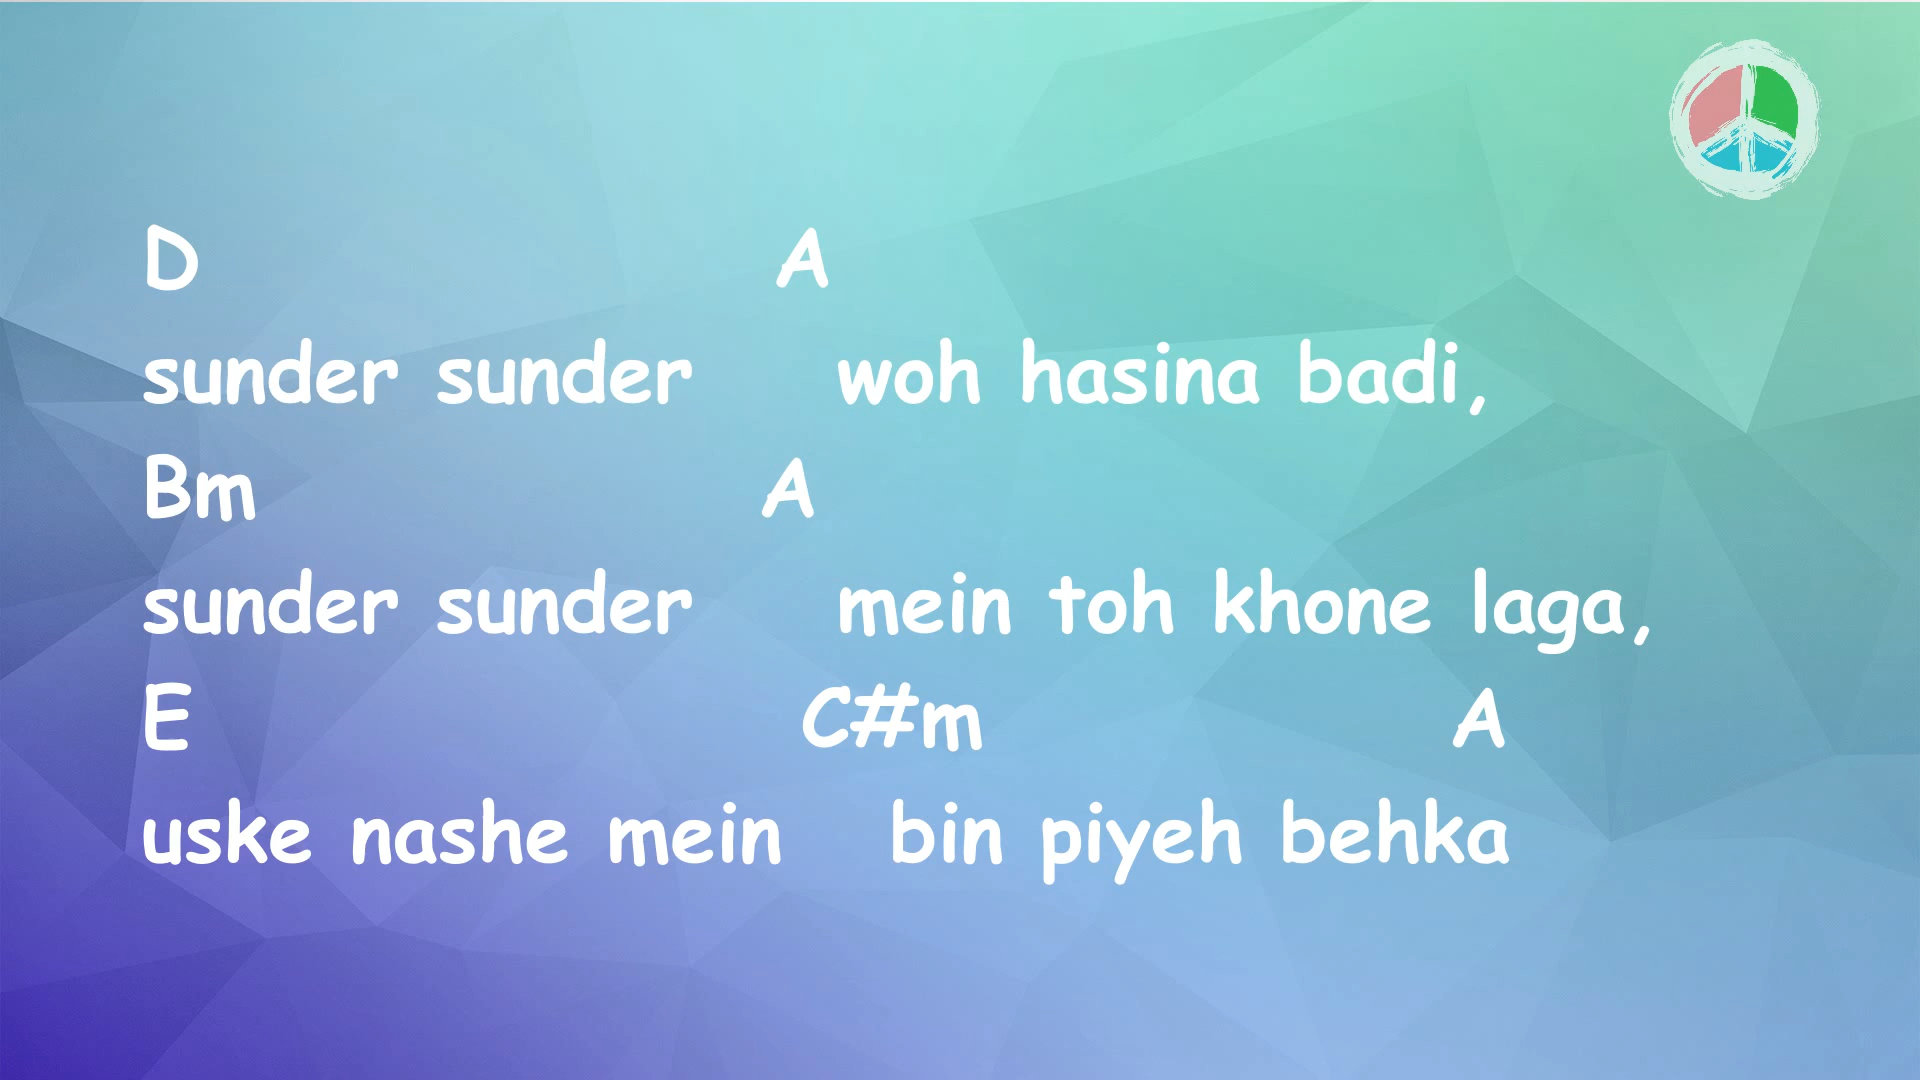 D A
sunder sunder woh hasina badi,
Bm A
sunder sunder mein toh khone laga,
E C#m A
uske nashe mein bin piyeh behka